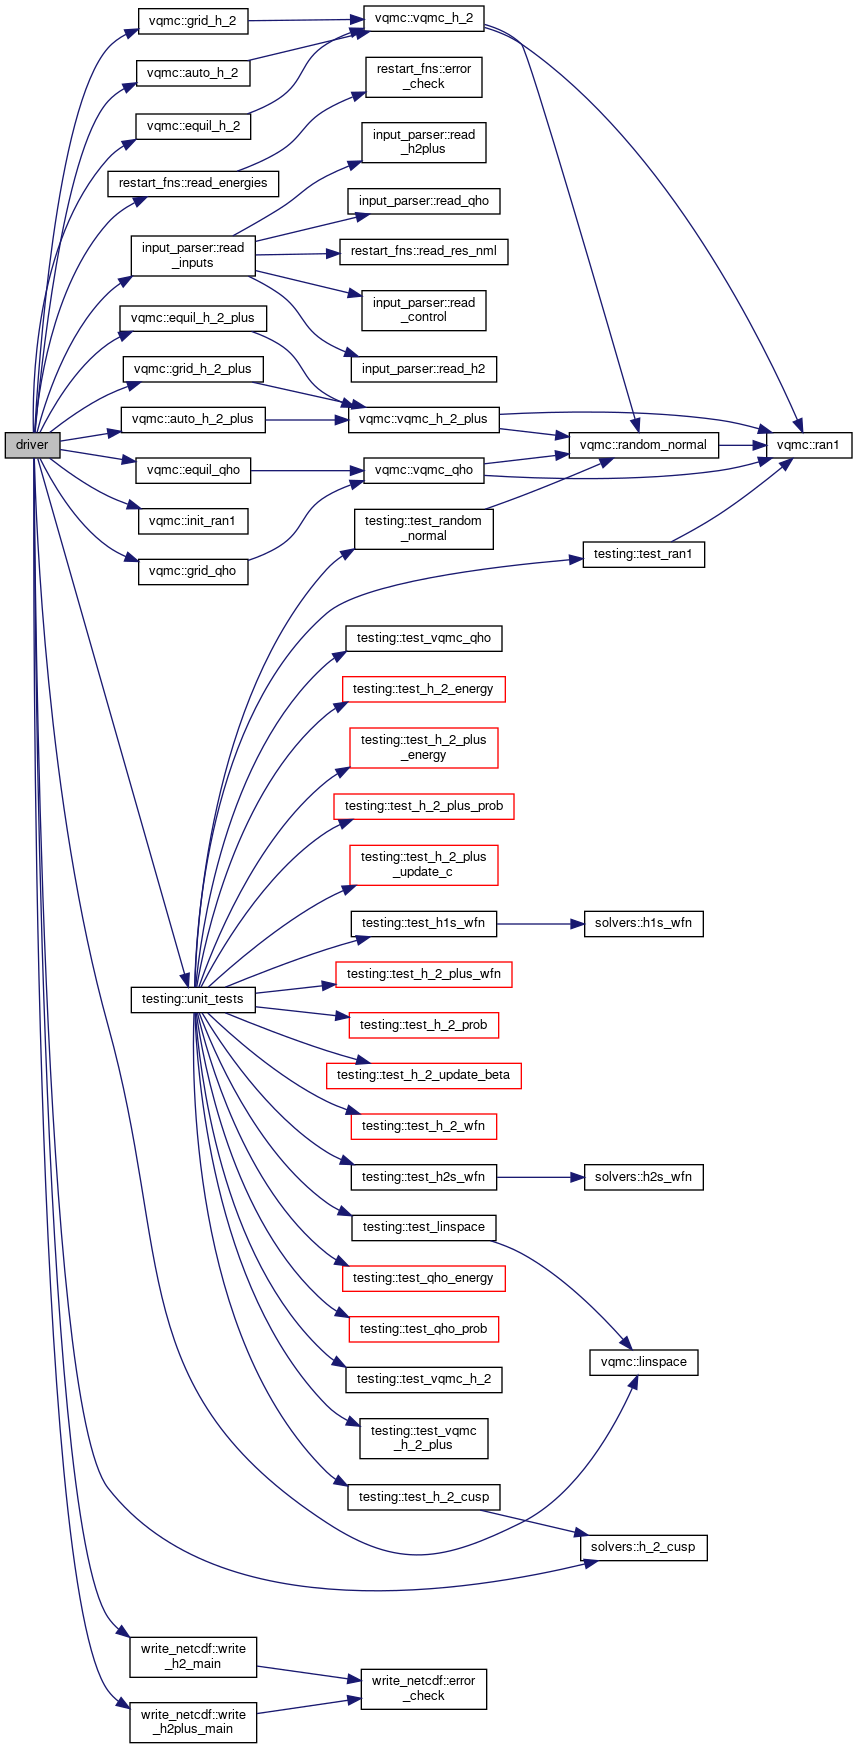 vqmc::grid_h_2
vqmc::vqmc_h_2
vqmc::auto_h_2
restart_fns::error
_check
vqmc::equil_h_2
input_parser::read
_h2plus
restart_fns::read_energies
input_parser::read_qho
input_parser::read
_inputs
restart_fns::read_res_nml
input_parser::read
_control
vqmc::equil_h_2_plus
vqmc::grid_h_2_plus
input_parser::read_h2
vqmc::auto_h_2_plus
vqmc::vqmc_h_2_plus
driver
vqmc::random_normal
vqmc::ran1
vqmc::equil_qho
vqmc::vqmc_qho
vqmc::init_ran1
testing::test_random
_normal
testing::test_ran1
vqmc::grid_qho
testing::test_vqmc_qho
testing::test_h_2_energy
testing::test_h_2_plus
_energy
testing::test_h_2_plus_prob
testing::test_h_2_plus
_update_c
testing::test_h1s_wfn
solvers::h1s_wfn
testing::test_h_2_plus_wfn
testing::unit_tests
testing::test_h_2_prob
testing::test_h_2_update_beta
testing::test_h_2_wfn
testing::test_h2s_wfn
solvers::h2s_wfn
testing::test_linspace
testing::test_qho_energy
testing::test_qho_prob
vqmc::linspace
testing::test_vqmc_h_2
testing::test_vqmc
_h_2_plus
testing::test_h_2_cusp
solvers::h_2_cusp
write_netcdf::write
_h2_main
write_netcdf::error
_check
write_netcdf::write
_h2plus_main